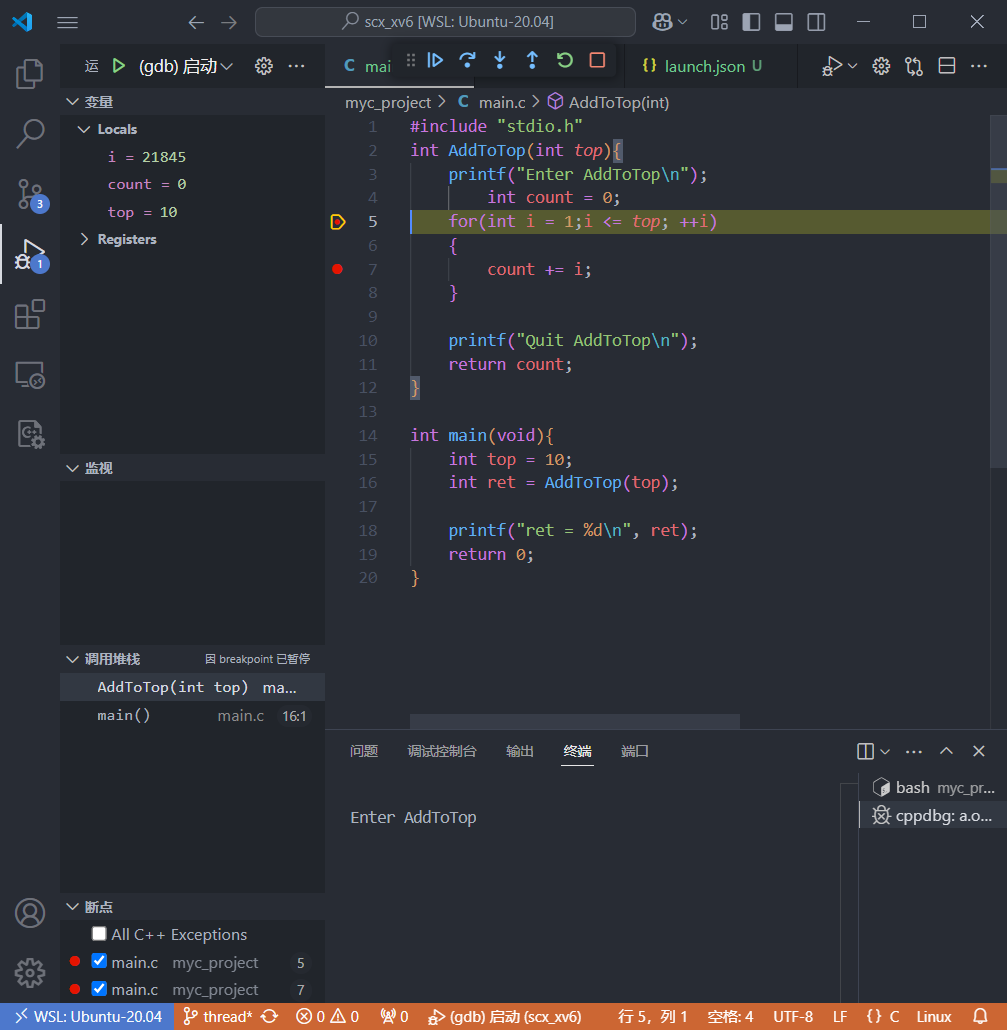 scx_xv6 [WSL: Ubuntu-20.04]
运 (gdb) 启动
mai
launch.json U
变量
Locals
i = 21845
count = 0
top = 10
Registers
监视
调用堆栈 因 breakpoint 已暂停
AddToTop(int top) ma...
main() main.c 16:1
断点
All C++ Exceptions
main.c myc_project 5
main.c myc_project 7
myc_project > C main.c > AddToTop(int)
1 #include "stdio.h"
2 int AddToTop(int top){
3     printf("Enter AddToTop\n");
4         int count = 0;
5     for(int i = 1;i <= top; ++i)
6     {
7         count += i;
8     }
9
10     printf("Quit AddToTop\n");
11     return count;
12 }
13
14 int main(void){
15     int top = 10;
16     int ret = AddToTop(top);
17
18     printf("ret = %d\n", ret);
19     return 0;
20 }
问题 调试控制台 输出 终端 端口
Enter AddToTop
bash myc_pr...
cppdbg: a.o...
3
1
WSL: Ubuntu-20.04 thread* 0 0 0 (gdb) 启动 (scx_xv6) 行 5，列 1 空格: 4 UTF-8 LF {} C Linux